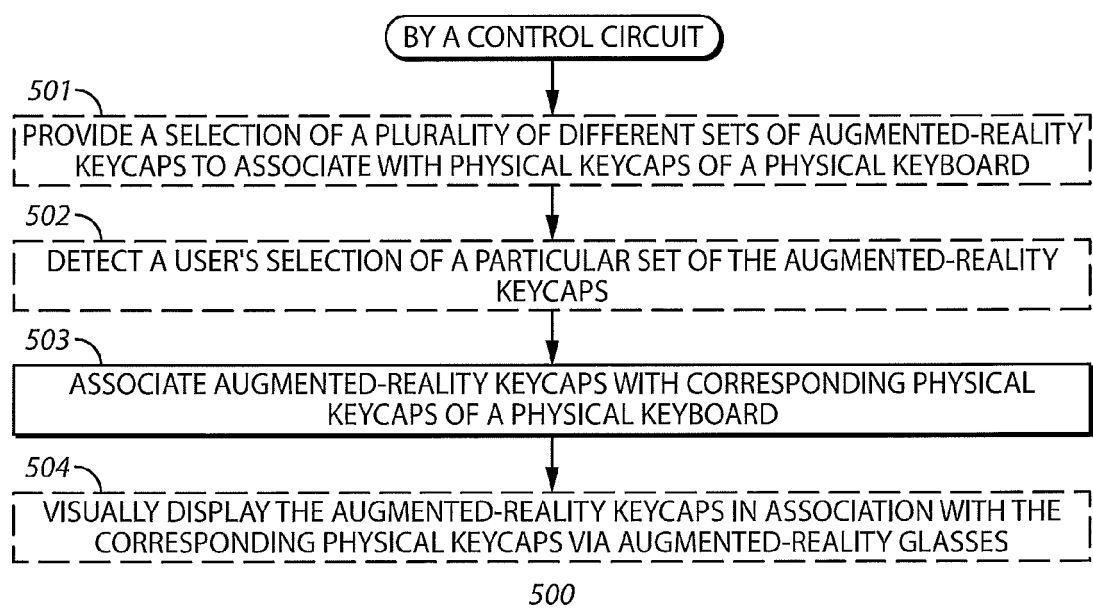 BY A CONTROL CIRCUIT
501
PROVIDE A SELECTION OF A PLURALITY OF DIFFERENT SETS OF AUGMENTED-REALITY
KEYCAPS TO ASSOCIATE WITH PHYSICAL KEYCAPS OF A PHYSICAL KEYBOARD
502
DETECT A USER'S SELECTION OF A PARTICULAR SET OF THE AUGMENTED-REALITY
KEYCAPS
503
ASSOCIATE AUGMENTED-REALITY KEYCAPS WITH CORRESPONDING PHYSICAL
KEYCAPS OF A PHYSICAL KEYBOARD
504
VISUALLY DISPLAY THE AUGMENTED-REALITY KEYCAPS IN ASSOCIATION WITH THE
CORRESPONDING PHYSICAL KEYCAPS VIA AUGMENTED-REALITY GLASSES
500